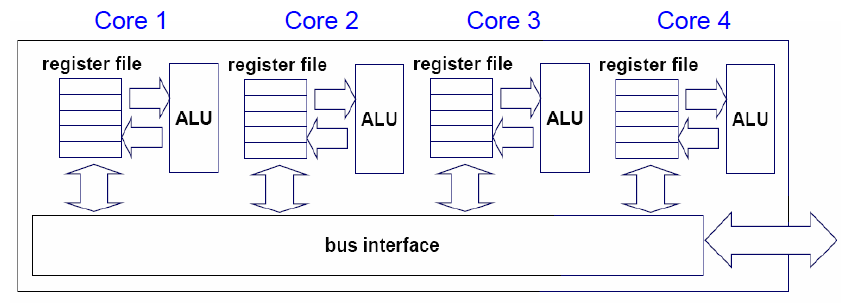 Core 1 Core 2 Core 3 Core 4
register file register file register file register file
ALU ALU ALU ALU
bus interface